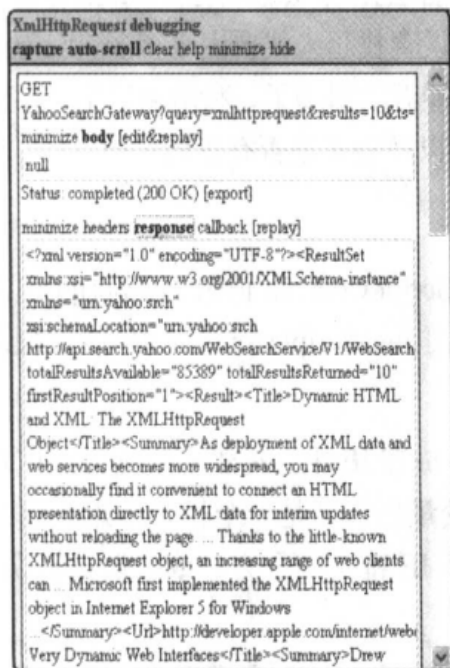 XmlHttpRequest debugging
capture auto-scroll clear help minimize hide
GET
YahooSearchGateway?query=xmlhttprequest&results=10&ts=
minimize body [edit&replay]
null
Status: completed (200 OK) [export]
minimize headers response callback [replay]
<?xml version="1.0" encoding="UTF-8"?><ResultSet
xmlns:xsi="http://www.w3.org/2001/XMLSchema-instance"
xmlns="urn:yahoo:srch"
xsi:schemaLocation="urn:yahoo:srch
http://api.search.yahoo.com/WebSearchService/V1/WebSearch
totalResultsAvailable="85389" totalResultsReturned="10"
firstResultPosition="1"><Result><Title>Dynamic HTML
and XML: The XMLHttpRequest
Object</Title><Summary>As deployment of XML data and
web services becomes more widespread, you may
occasionally find it convenient to connect an HTML
presentation directly to XML data for interim updates
without reloading the page. ... Thanks to the little-known
XMLHttpRequest object, an increasing range of web clients
can ... Microsoft first implemented the XMLHttpRequest
object in Internet Explorer 5 for Windows
...</Summary><Url>http://developer.apple.com/internet/webc
Very Dynamic Web Interfaces</Title><Summary>Drew